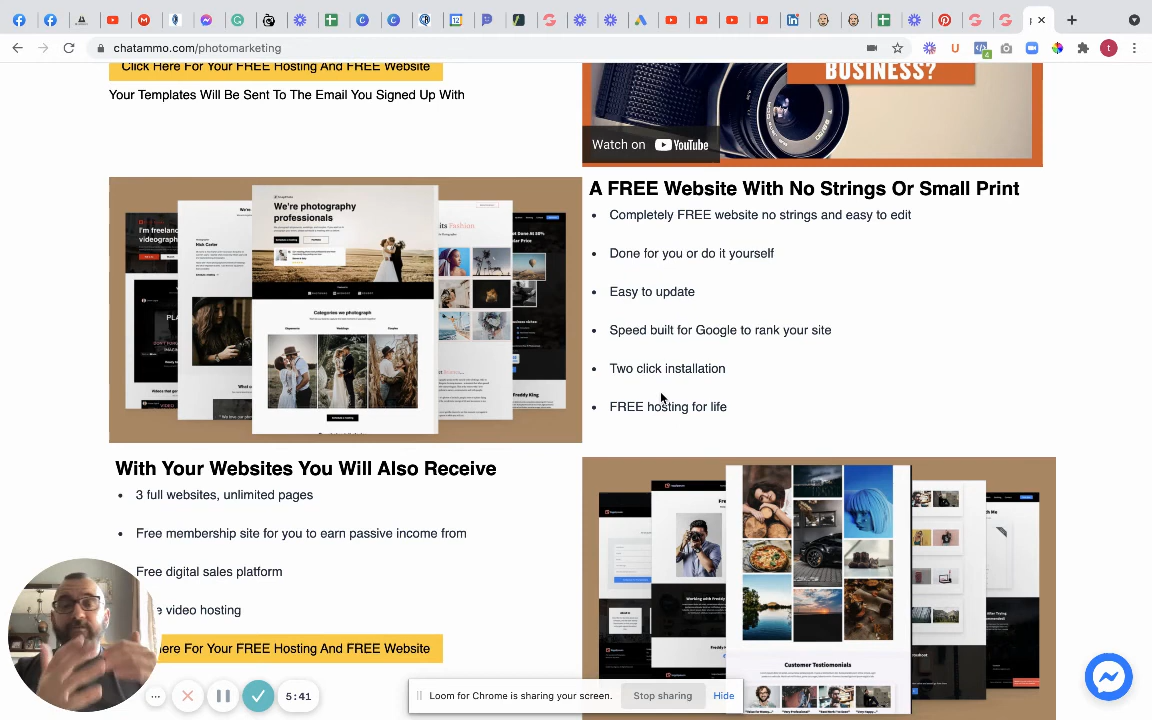 chatammo.com/photomarketing
Click Here For Your FREE Hosting And FREE Website
Your Templates Will Be Sent To The Email You Signed Up With
BUSINESS?
Watch on YouTube
A FREE Website With No Strings Or Small Print
Completely FREE website no strings and easy to edit
Done for you or do it yourself
Easy to update
Speed built for Google to rank your site
Two click installation
FREE hosting for life
We're photography
professionals
Categories we photograph
With Your Websites You Will Also Receive
3 full websites, unlimited pages
Free membership site for you to earn passive income from
Free digital sales platform
e video hosting
ere For Your FREE Hosting And FREE Website
Customer Testiomonials
5:41
Loom for Chrome is sharing your screen.
Stop sharing
Hide